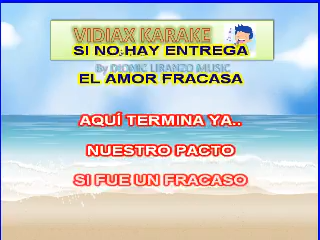 VIDIAX KARAKE
SI NO HAY ENTREGA
By DIOMIC LIRANZO MUSIC
EL AMOR FRACASA
AQUÍ TERMINA YA..
NUESTRO PACTO
SI FUE UN FRACASO